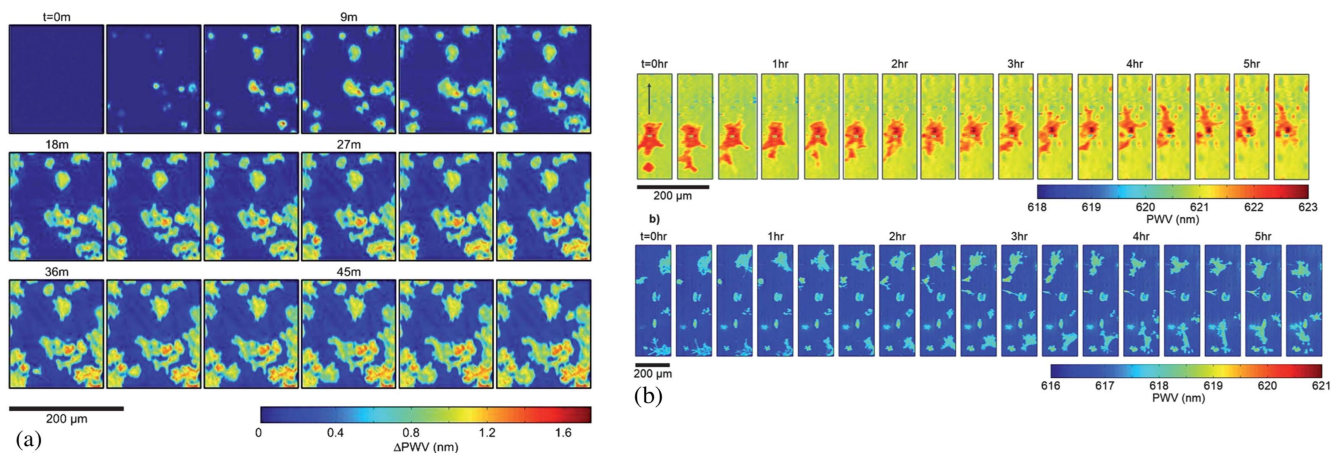 t=0m 9m
18m 27m
36m 45m
200 μm
0 0.4 0.8 1.2 1.6
ΔPWV (nm)
(a)
t=0hr 1hr 2hr 3hr 4hr 5hr
200 μm
618 619 620 621 622 623
PWV (nm)
b)
t=0hr 1hr 2hr 3hr 4hr 5hr
200 μm
616 617 618 619 620 621
PWV (nm)
(b)